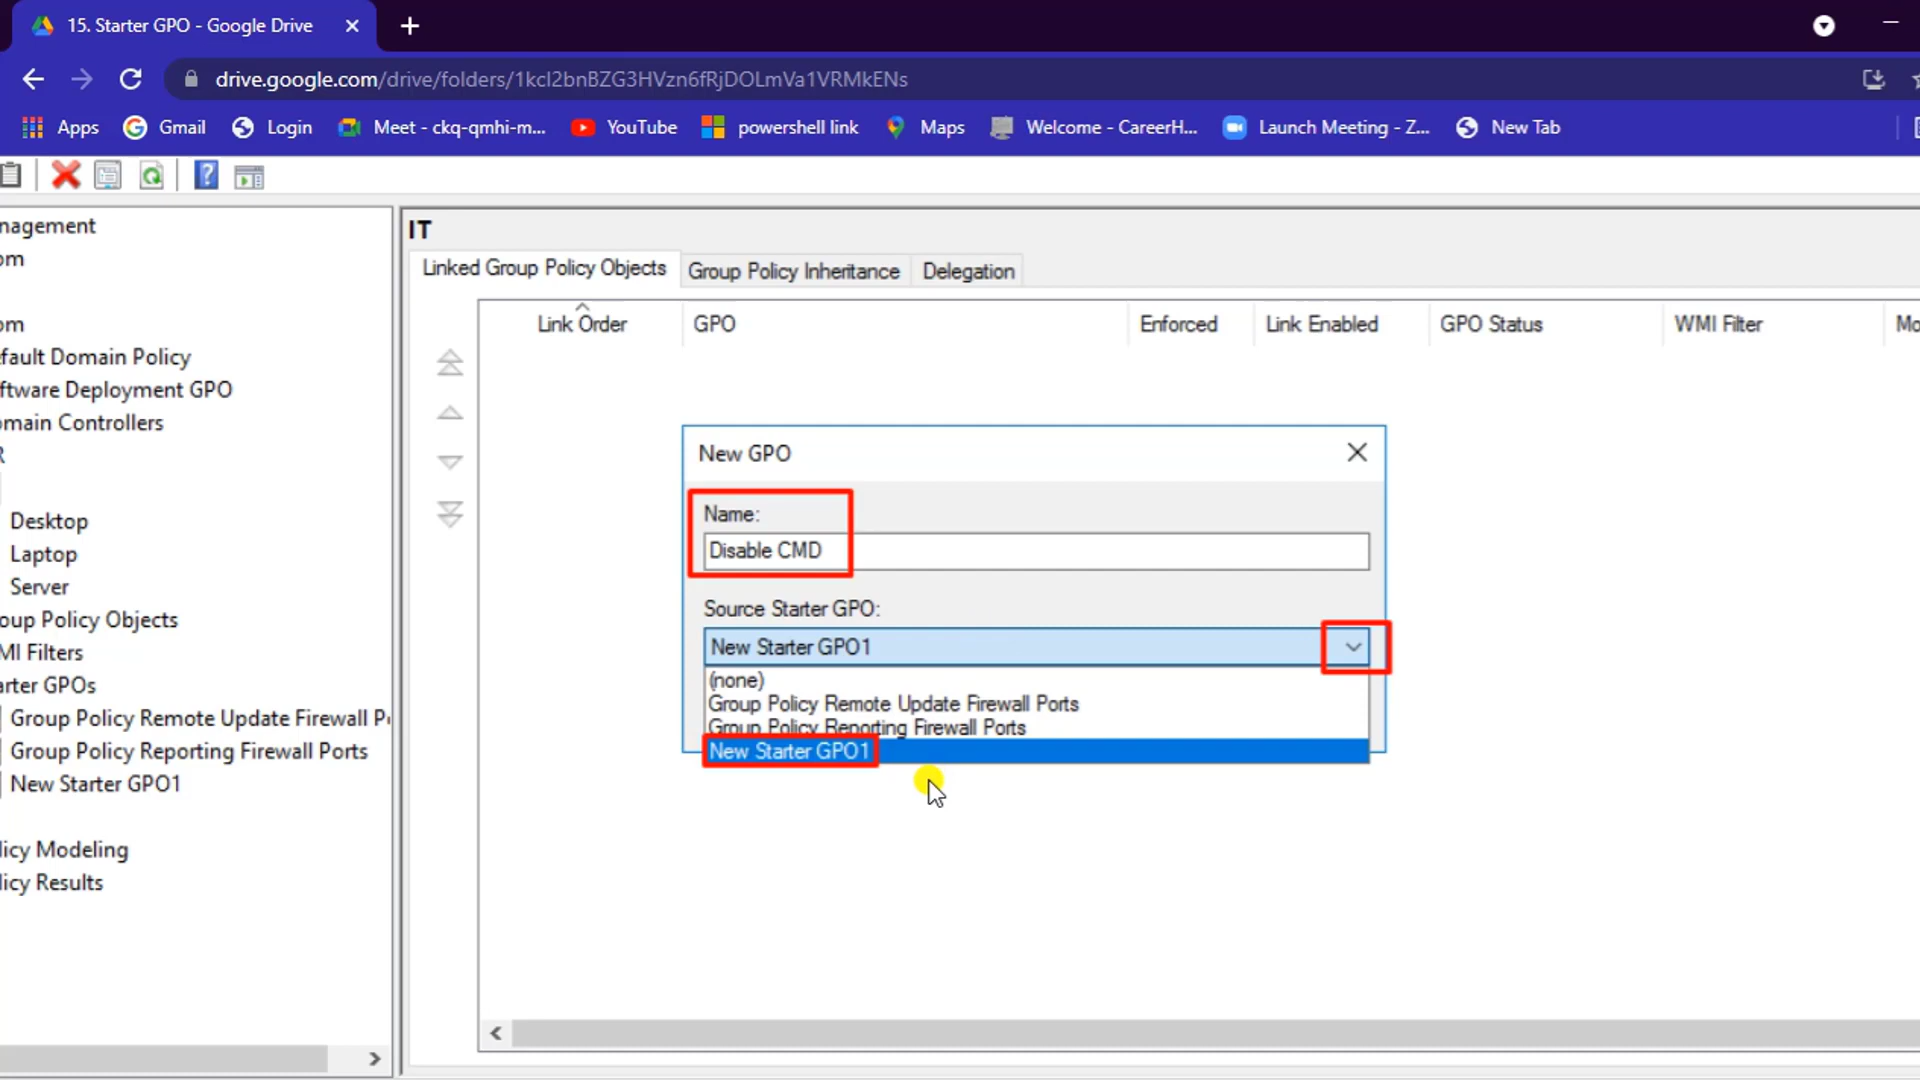 15. Starter GPO - Google Drive
drive.google.com/drive/folders/1kcI2bnBZG3HVzn6fRjDOLmVa1VRMkENs
Apps Gmail Login Meet - ckq-qmhi-m... YouTube powershell link Maps Welcome - CareerH... Launch Meeting - Z... New Tab
nagement
om
om
efault Domain Policy
oftware Deployment GPO
omain Controllers
R
Desktop
Laptop
Server
roup Policy Objects
MI Filters
arter GPOs
Group Policy Remote Update Firewall P
Group Policy Reporting Firewall Ports
New Starter GPO1
licy Modeling
licy Results
IT
Linked Group Policy Objects Group Policy Inheritance Delegation
Link Order GPO Enforced Link Enabled GPO Status WMI Filter Mo
New GPO
Name:
Disable CMD
Source Starter GPO:
New Starter GPO1
(none)
Group Policy Remote Update Firewall Ports
Group Policy Reporting Firewall Ports
New Starter GPO1